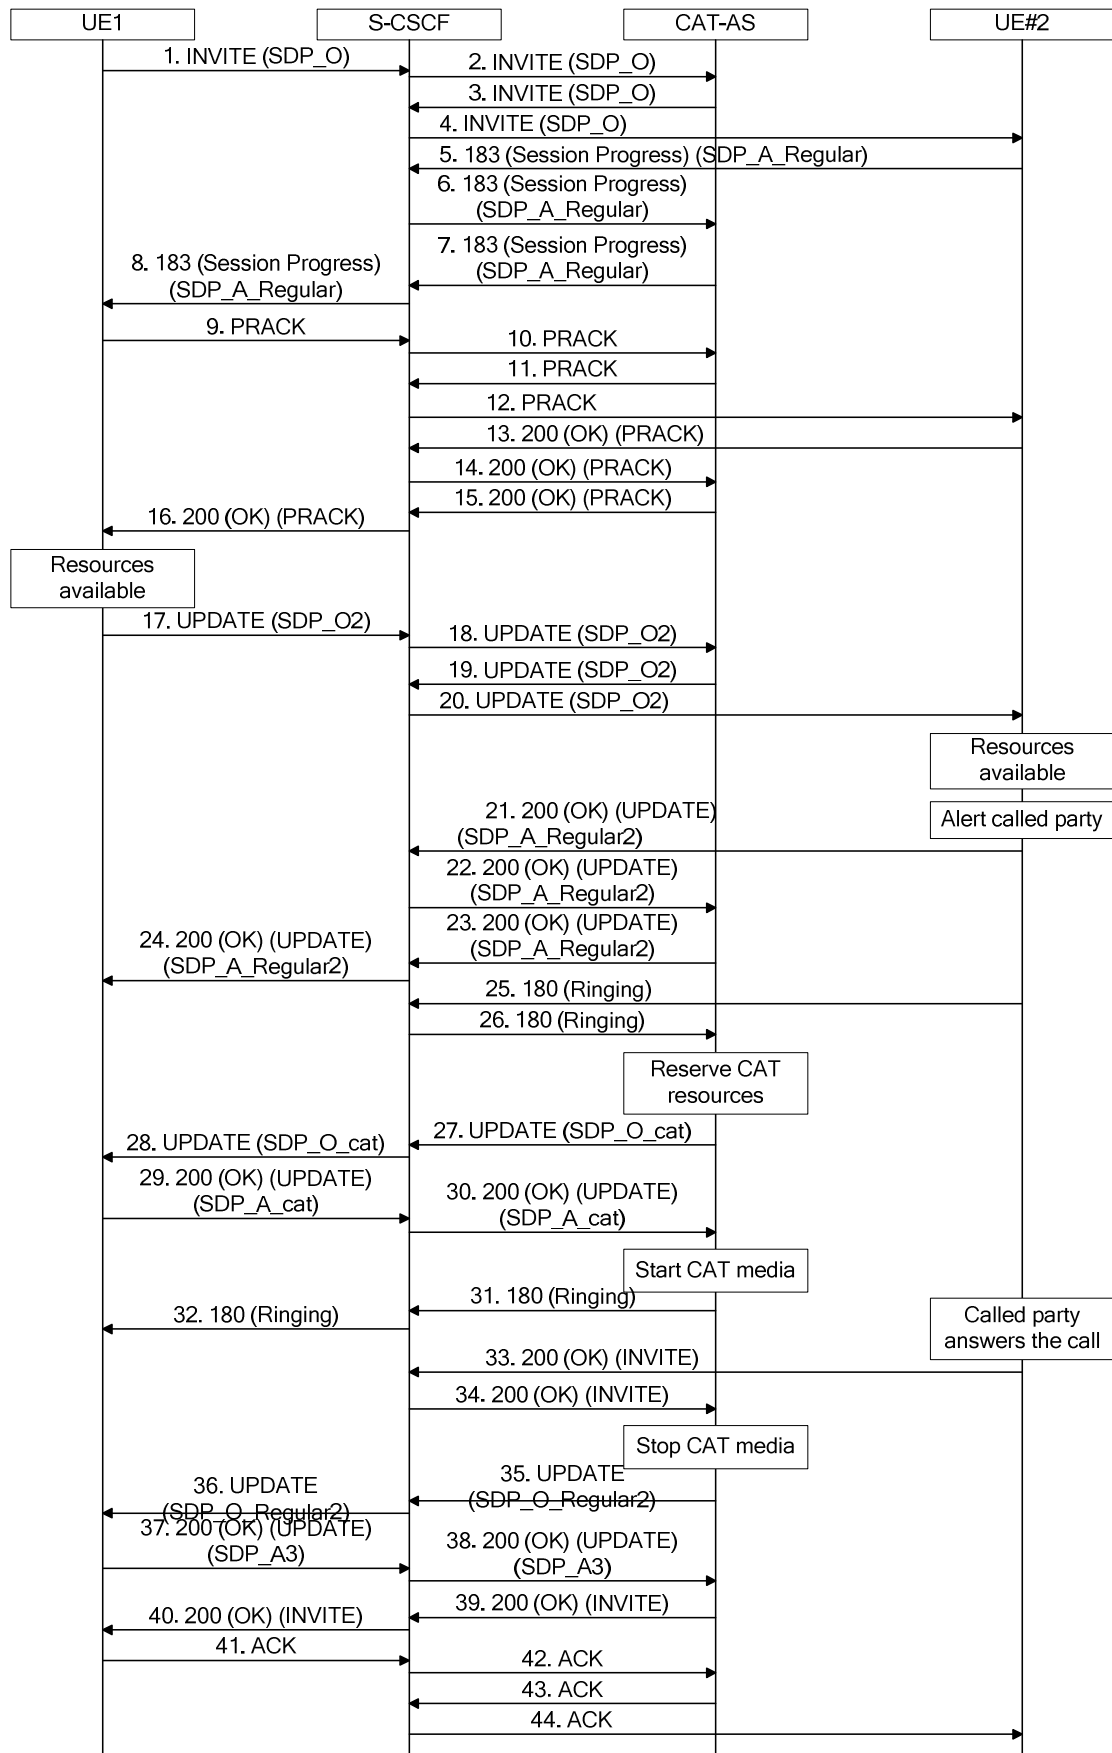 UE1
S-CSCF
CAT-AS
UE#2
1. INVITE (SDP_O)
2. INVITE (SDP_O)
3. INVITE (SDP_O)
4. INVITE (SDP_O)
5. 183 (Session Progress) (SDP_A_Regular)
6. 183 (Session Progress)
(SDP_A_Regular)
7. 183 (Session Progress)
(SDP_A_Regular)
8. 183 (Session Progress)
(SDP_A_Regular)
9. PRACK
10. PRACK
11. PRACK
12. PRACK
13. 200 (OK) (PRACK)
14. 200 (OK) (PRACK)
15. 200 (OK) (PRACK)
16. 200 (OK) (PRACK)
Resources
available
17. UPDATE (SDP_O2)
18. UPDATE (SDP_O2)
19. UPDATE (SDP_O2)
20. UPDATE (SDP_O2)
Resources
available
Alert called party
21. 200 (OK) (UPDATE)
(SDP_A_Regular2)
22. 200 (OK) (UPDATE)
(SDP_A_Regular2)
23. 200 (OK) (UPDATE)
(SDP_A_Regular2)
24. 200 (OK) (UPDATE)
(SDP_A_Regular2)
25. 180 (Ringing)
26. 180 (Ringing)
Reserve CAT
resources
27. UPDATE (SDP_O_cat)
28. UPDATE (SDP_O_cat)
29. 200 (OK) (UPDATE)
(SDP_A_cat)
30. 200 (OK) (UPDATE)
(SDP_A_cat)
Start CAT media
31. 180 (Ringing)
32. 180 (Ringing)
Called party
answers the call
33. 200 (OK) (INVITE)
34. 200 (OK) (INVITE)
Stop CAT media
35. UPDATE
(SDP_O_Regular2)
36. UPDATE
(SDP_O_Regular2)
37. 200 (OK) (UPDATE)
(SDP_A3)
38. 200 (OK) (UPDATE)
(SDP_A3)
39. 200 (OK) (INVITE)
40. 200 (OK) (INVITE)
41. ACK
42. ACK
43. ACK
44. ACK